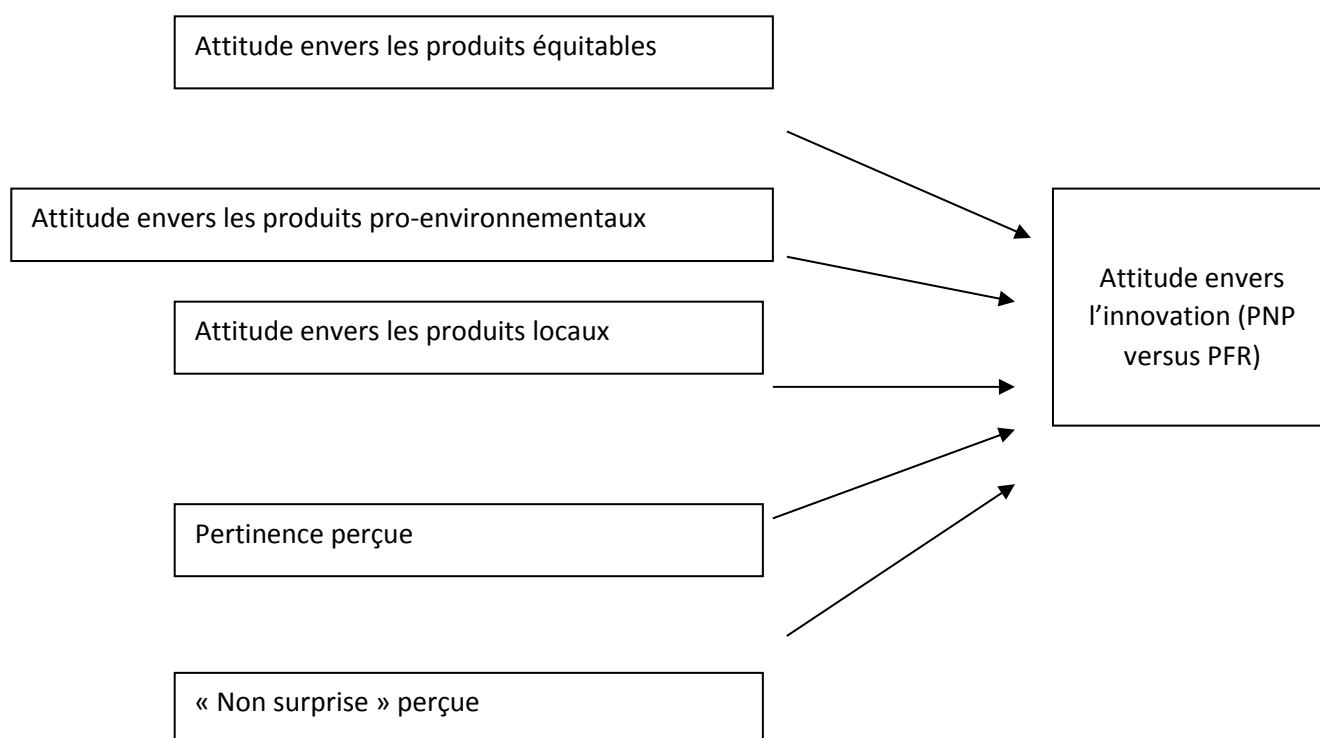 Attitude envers les produits équitables
Attitude envers les produits pro-environnementaux
Attitude envers les produits locaux
Pertinence perçue
« Non surprise » perçue
Attitude envers
l’innovation (PNP
versus PFR)